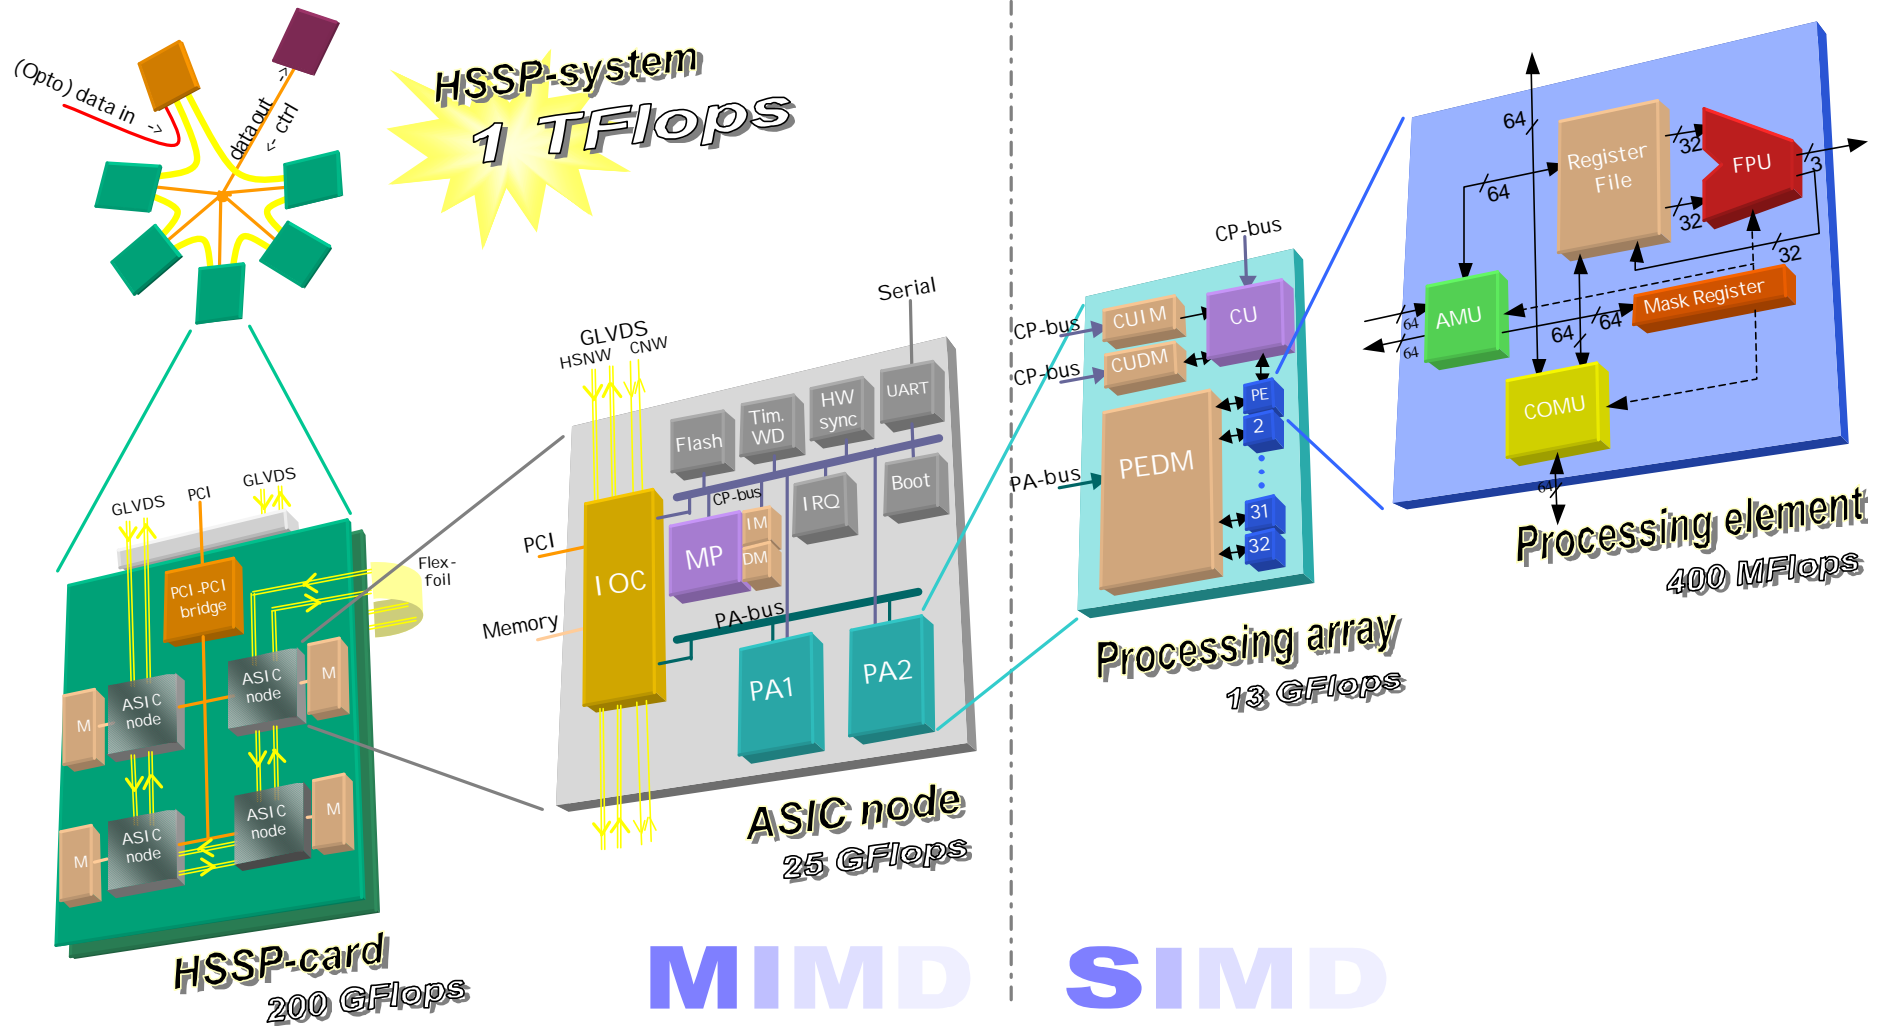 (Opto) data in ->
data out ->
<- ctrl
HSSP-system
1 TFlops
GLVDS
PCI
GLVDS
PCI-PCI
bridge
Flex-
foil
ASIC
node
M
ASIC
node
M
ASIC
node
M
ASIC
node
M
HSSP-card
200 GFlops
GLVDS
HSNW
CNW
Serial
Flash
Tim.
WD
HW
sync
UART
CP-bus
IRQ
Boot
PCI
IOC
MP
IM
DM
Memory
PA-bus
PA1
PA2
ASIC node
25 GFlops
MIMD
CP-bus
CP-bus
CUIM
CU
CP-bus
CUDM
PE
2
PEDM
PA-bus
31
32
Processing array
13 GFlops
SIMD
64
Register
File
32
FPU
3
64
32
32
Mask Register
AMU
64
64
64
64
COMU
64
Processing element
400 MFlops